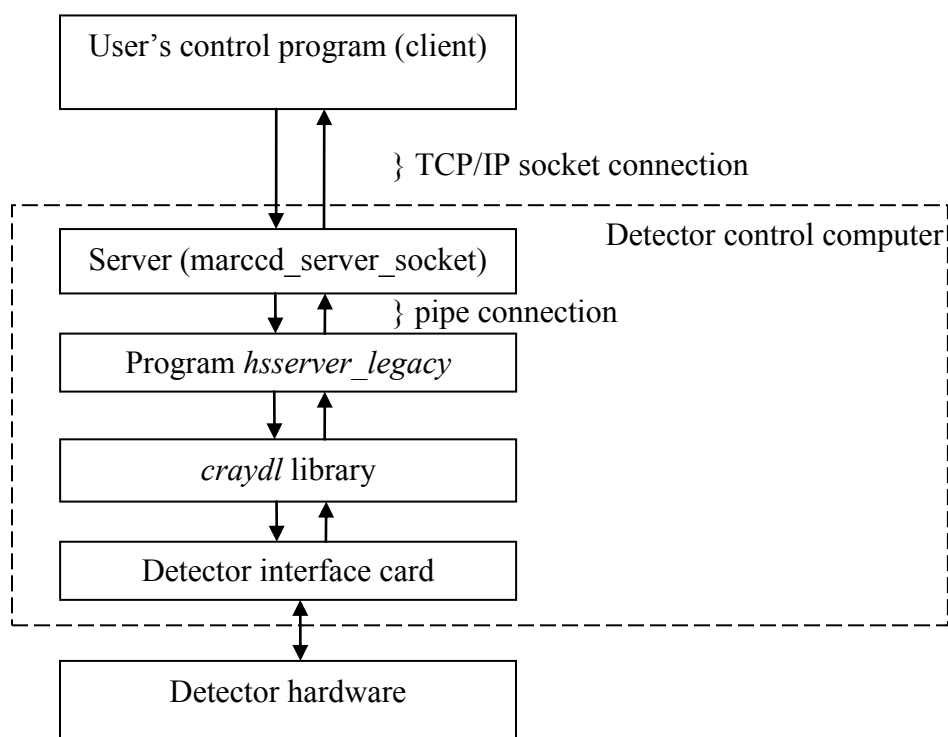 User’s control program (client)
} TCP/IP socket connection
Detector control computer
Server (marccd_server_socket)
} pipe connection
Program hsserver_legacy
craydl library
Detector interface card
Detector hardware